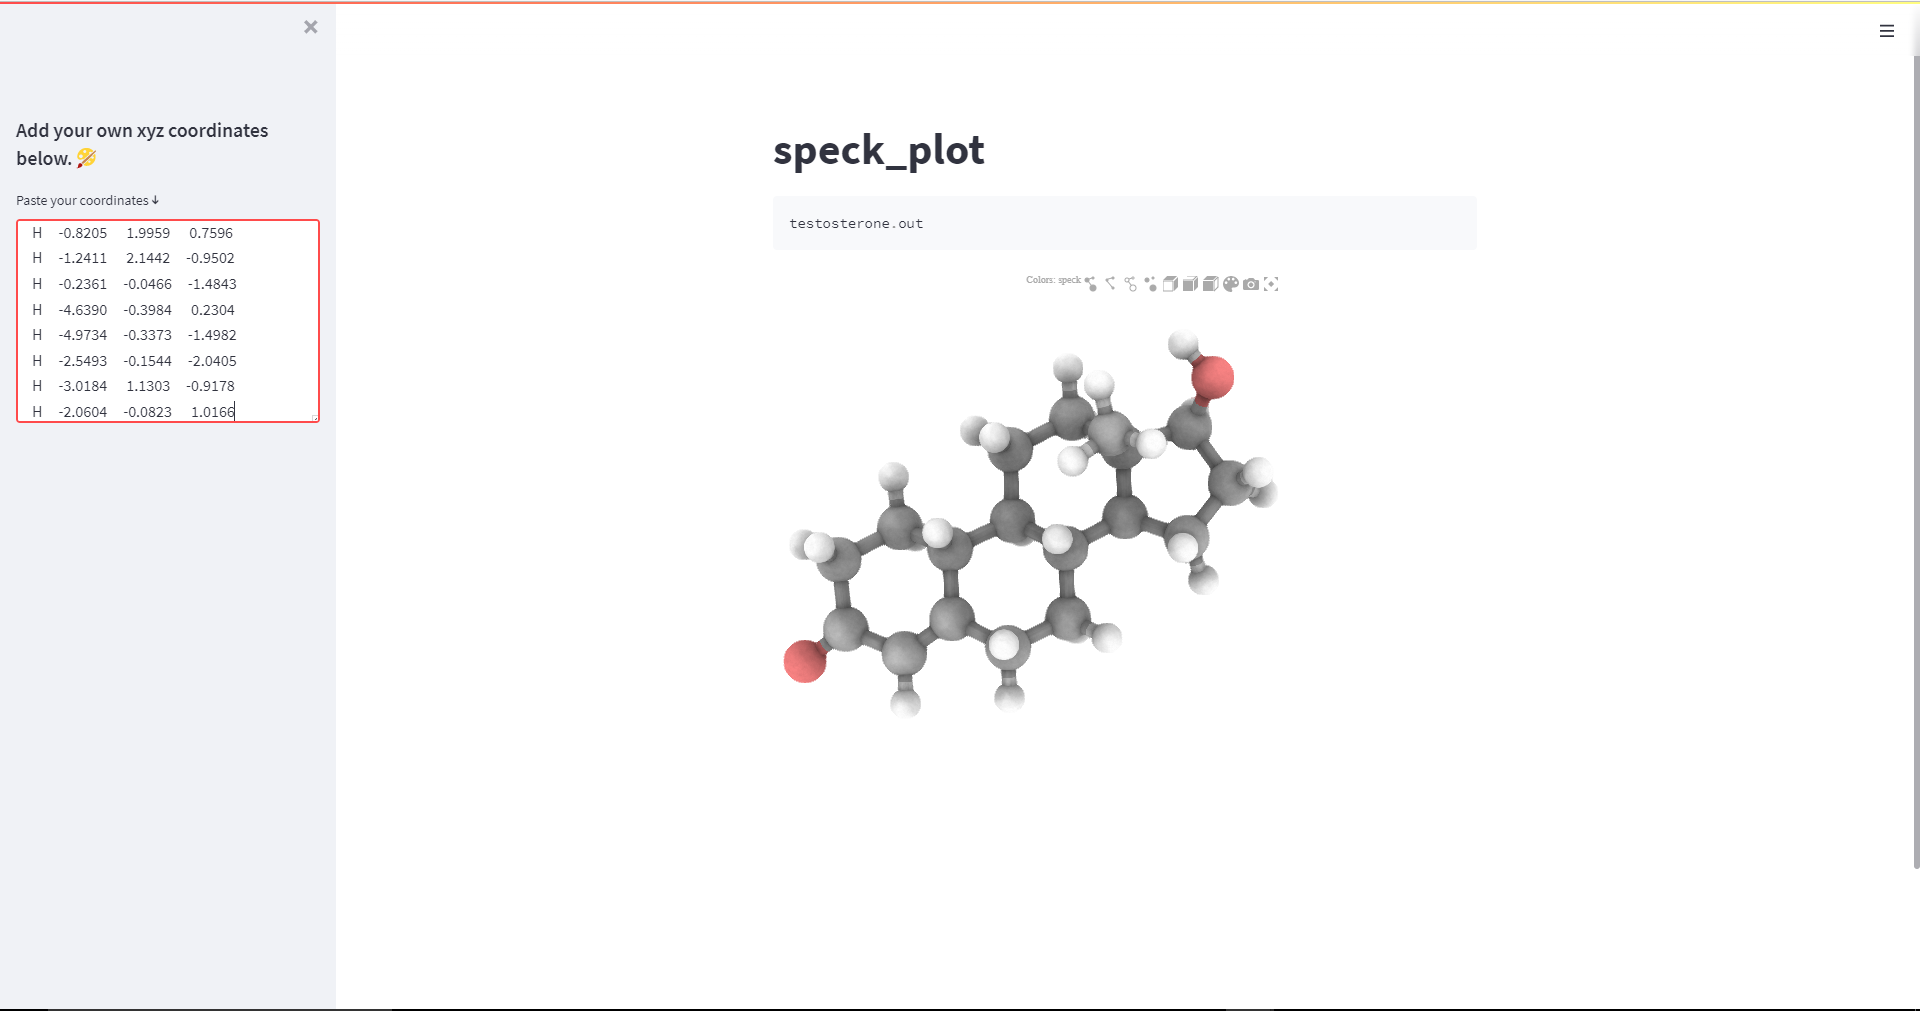 Add your own xyz coordinates
below. 🎨
Paste your coordinates ↓
H -0.8205 1.9959 0.7596
H -1.2411 2.1442 -0.9502
H -0.2361 -0.0466 -1.4843
H -4.6390 -0.3984 0.2304
H -4.9734 -0.3373 -1.4982
H -2.5493 -0.1544 -2.0405
H -3.0184 1.1303 -0.9178
H -2.0604 -0.0823 1.0166
speck_plot
testosterone.out
Colors: speck